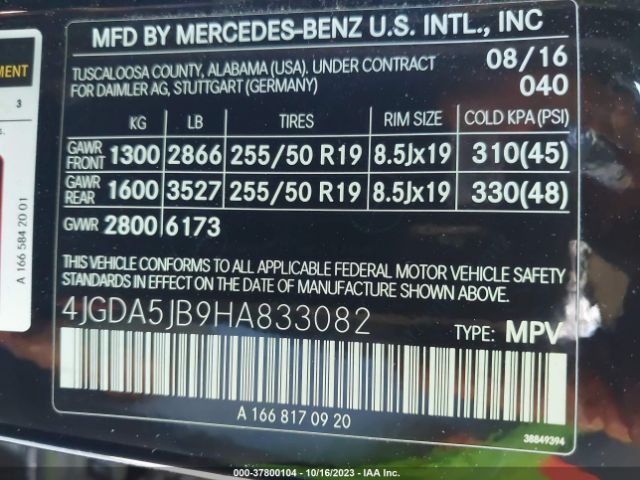 MENT
3
s.
A 166 584 20 01
MFD BY MERCEDES-BENZ U.S. INTL., INC
TUSCALOOSA COUNTY, ALABAMA (USA). UNDER CONTRACT
FOR DAIMLER AG, STUTTGART (GERMANY)
08/16
040
KG LB TIRES RIM SIZE COLD KPA (PSI)
GAWR FRONT 1300 2866 255/50 R19 8.5Jx19 310(45)
GAWR REAR 1600 3527 255/50 R19 8.5Jx19 330(48)
GVWR 2800 6173
THIS VEHICLE CONFORMS TO ALL APPLICABLE FEDERAL MOTOR VEHICLE SAFETY
STANDARDS IN EFFECT ON THE DATE OF MANUFACTURE SHOWN ABOVE.
4JGDA5JB9HA833082
TYPE: MPV
A 166 817 09 20
38849394
000-37800104 - 10/16/2023 - IAA Inc.